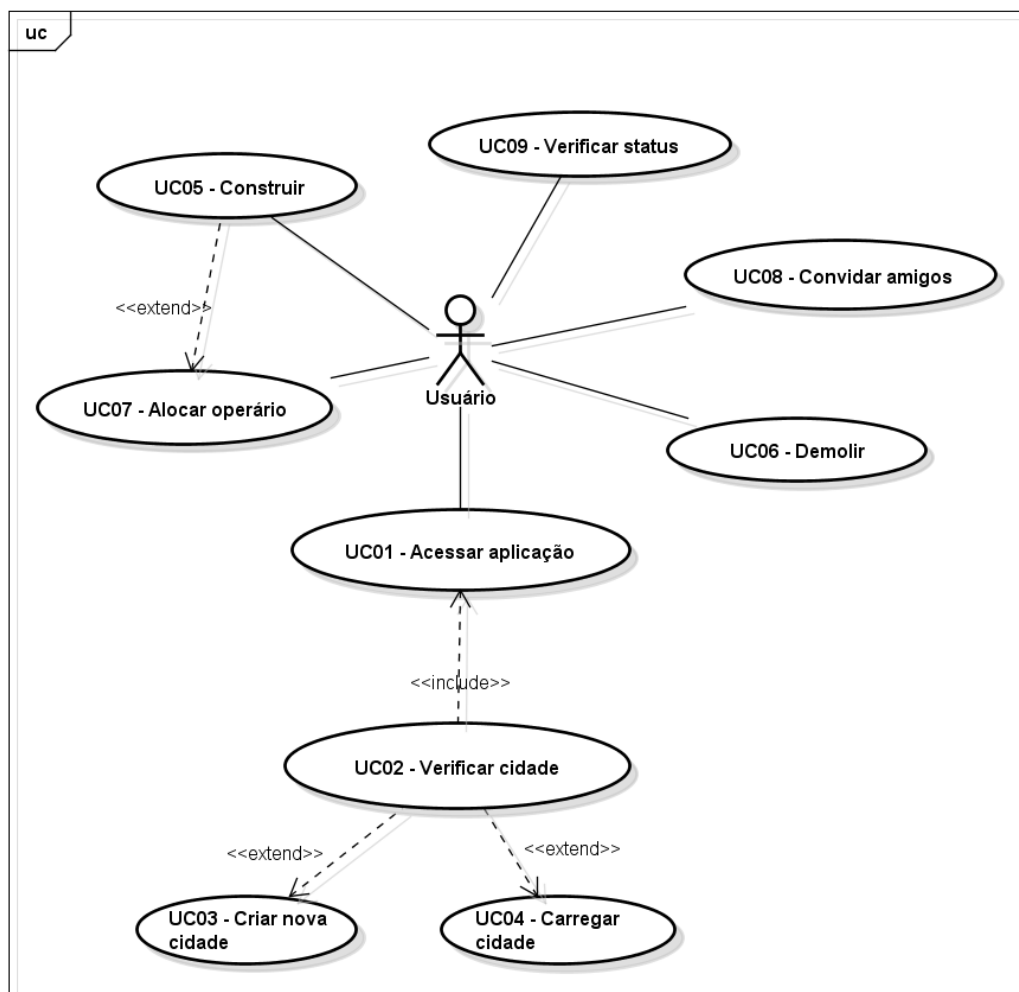 uc
UC09 - Verificar status
UC05 - Construir
UC08 - Convidar amigos
<<extend>>
Usuário
UC07 - Alocar operário
UC06 - Demolir
UC01 - Acessar aplicação
<<include>>
UC02 - Verificar cidade
<<extend>>
<<extend>>
UC03 - Criar nova
cidade
UC04 - Carregar
cidade